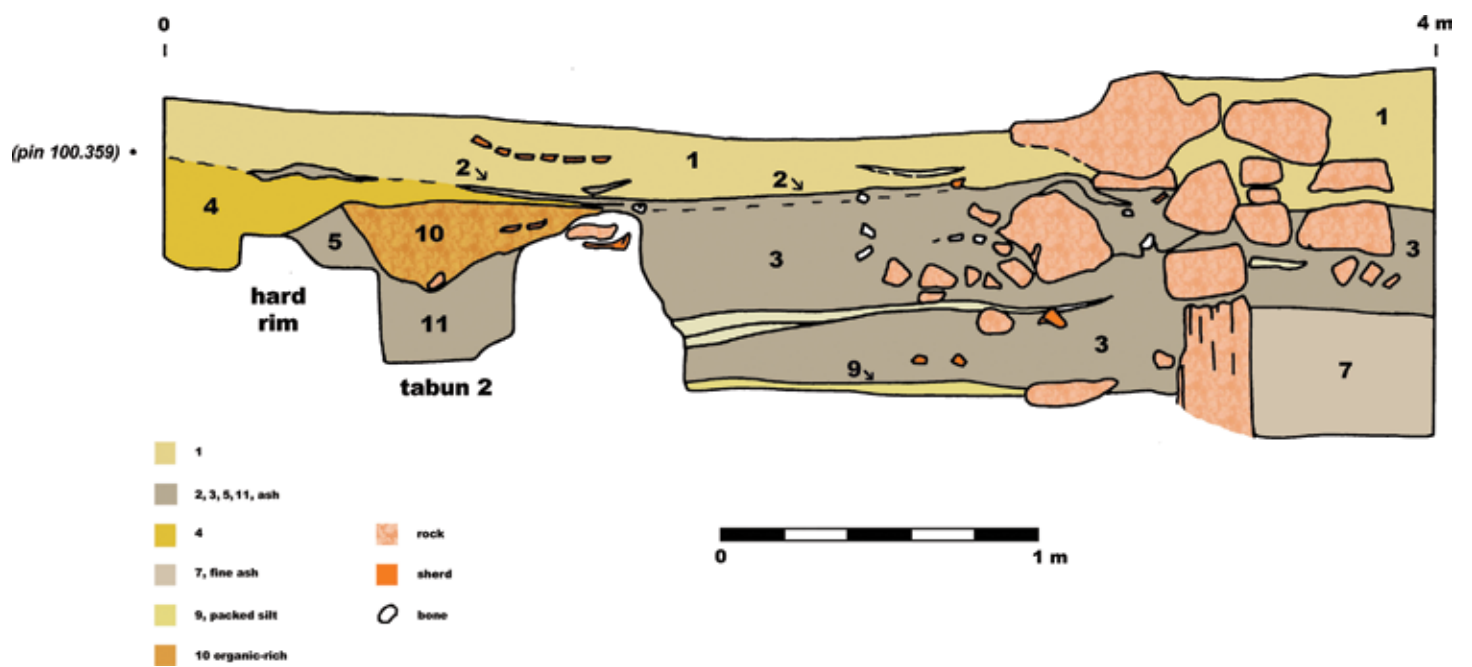 0
4 m
(pin 100.359)
1
1
2
2
4
5
10
3
3
hard
rim
11
3
9
7
tabun 2
1
2, 3, 5, 11, ash
4
rock
7, fine ash
sherd
9, packed silt
bone
10 organic-rich
0
1 m